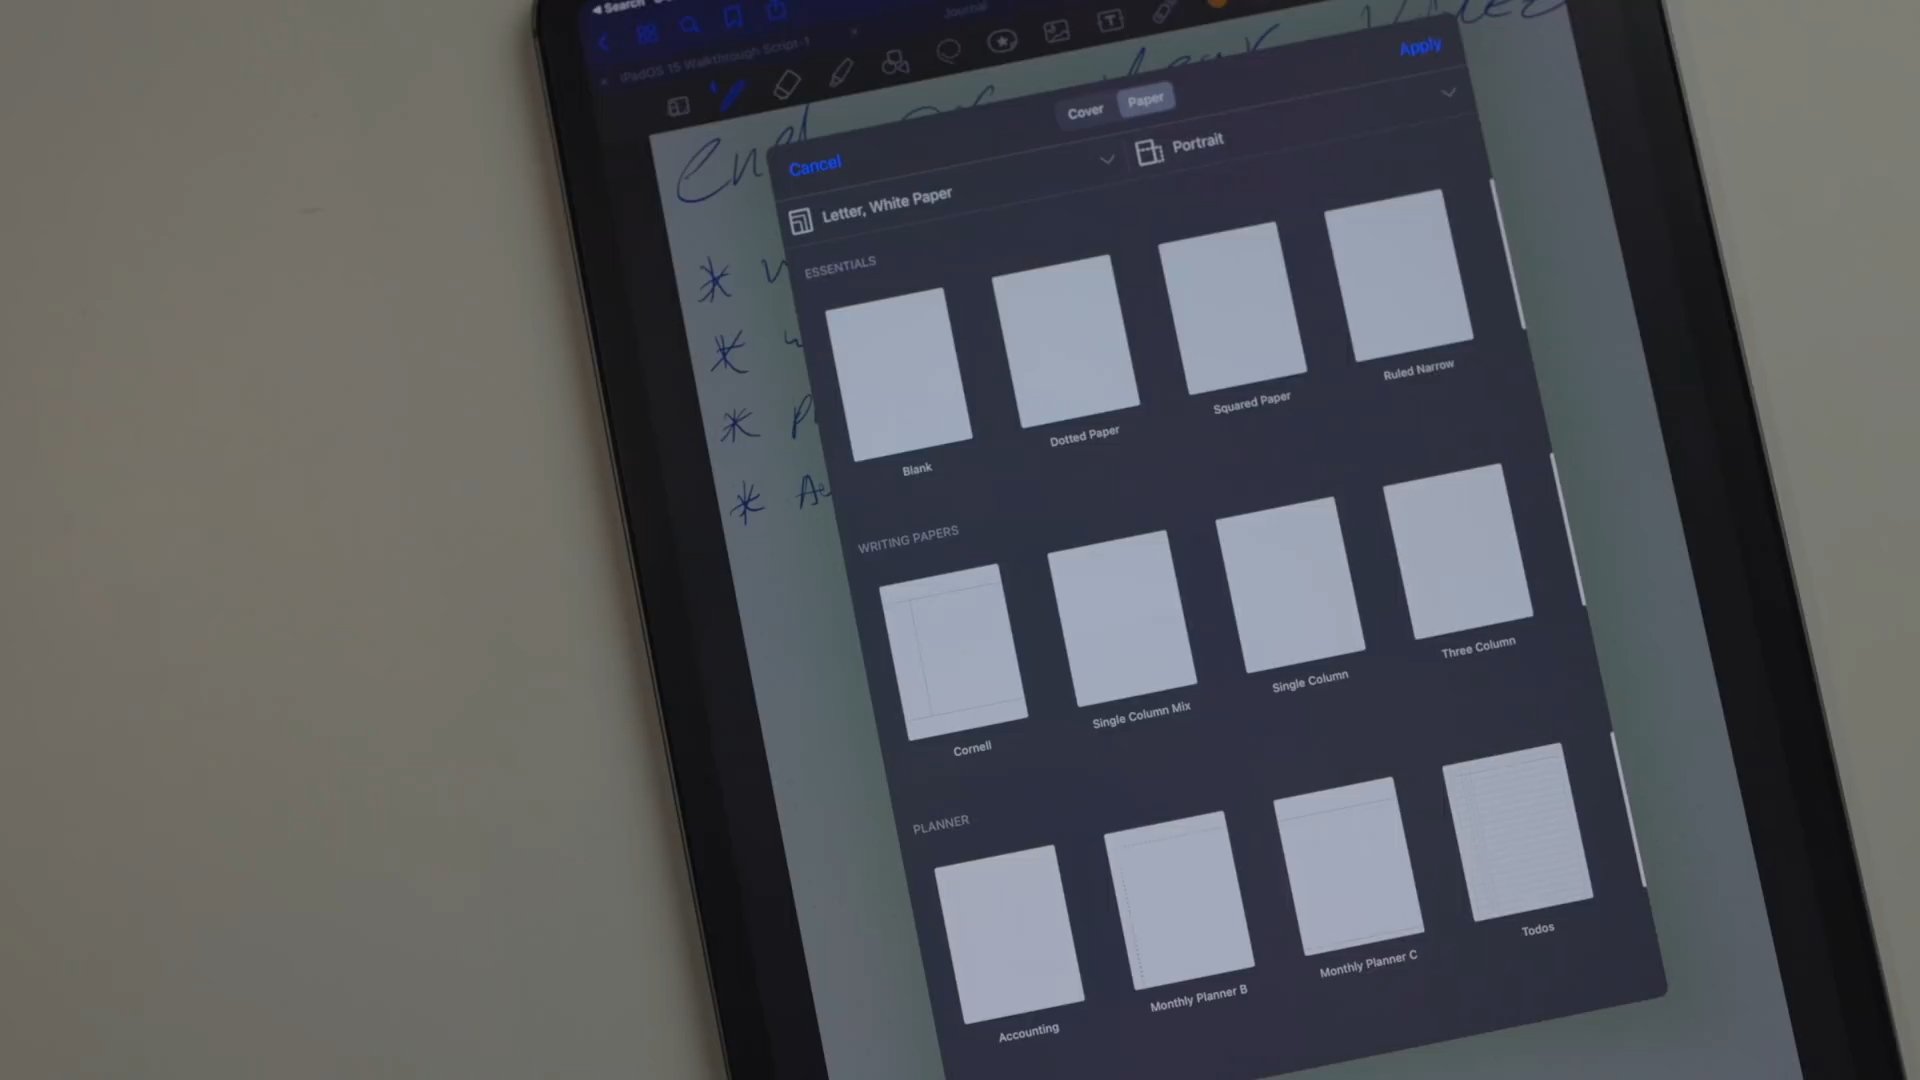 Search
Journal
iPadOS 15 Walkthrough Script-1
Cancel
Cover
Paper
Apply
Letter, White Paper
Portrait
ESSENTIALS
Blank
Dotted Paper
Squared Paper
Ruled Narrow
WRITING PAPERS
Cornell
Single Column Mix
Single Column
Three Column
PLANNER
Accounting
Monthly Planner B
Monthly Planner C
Todos